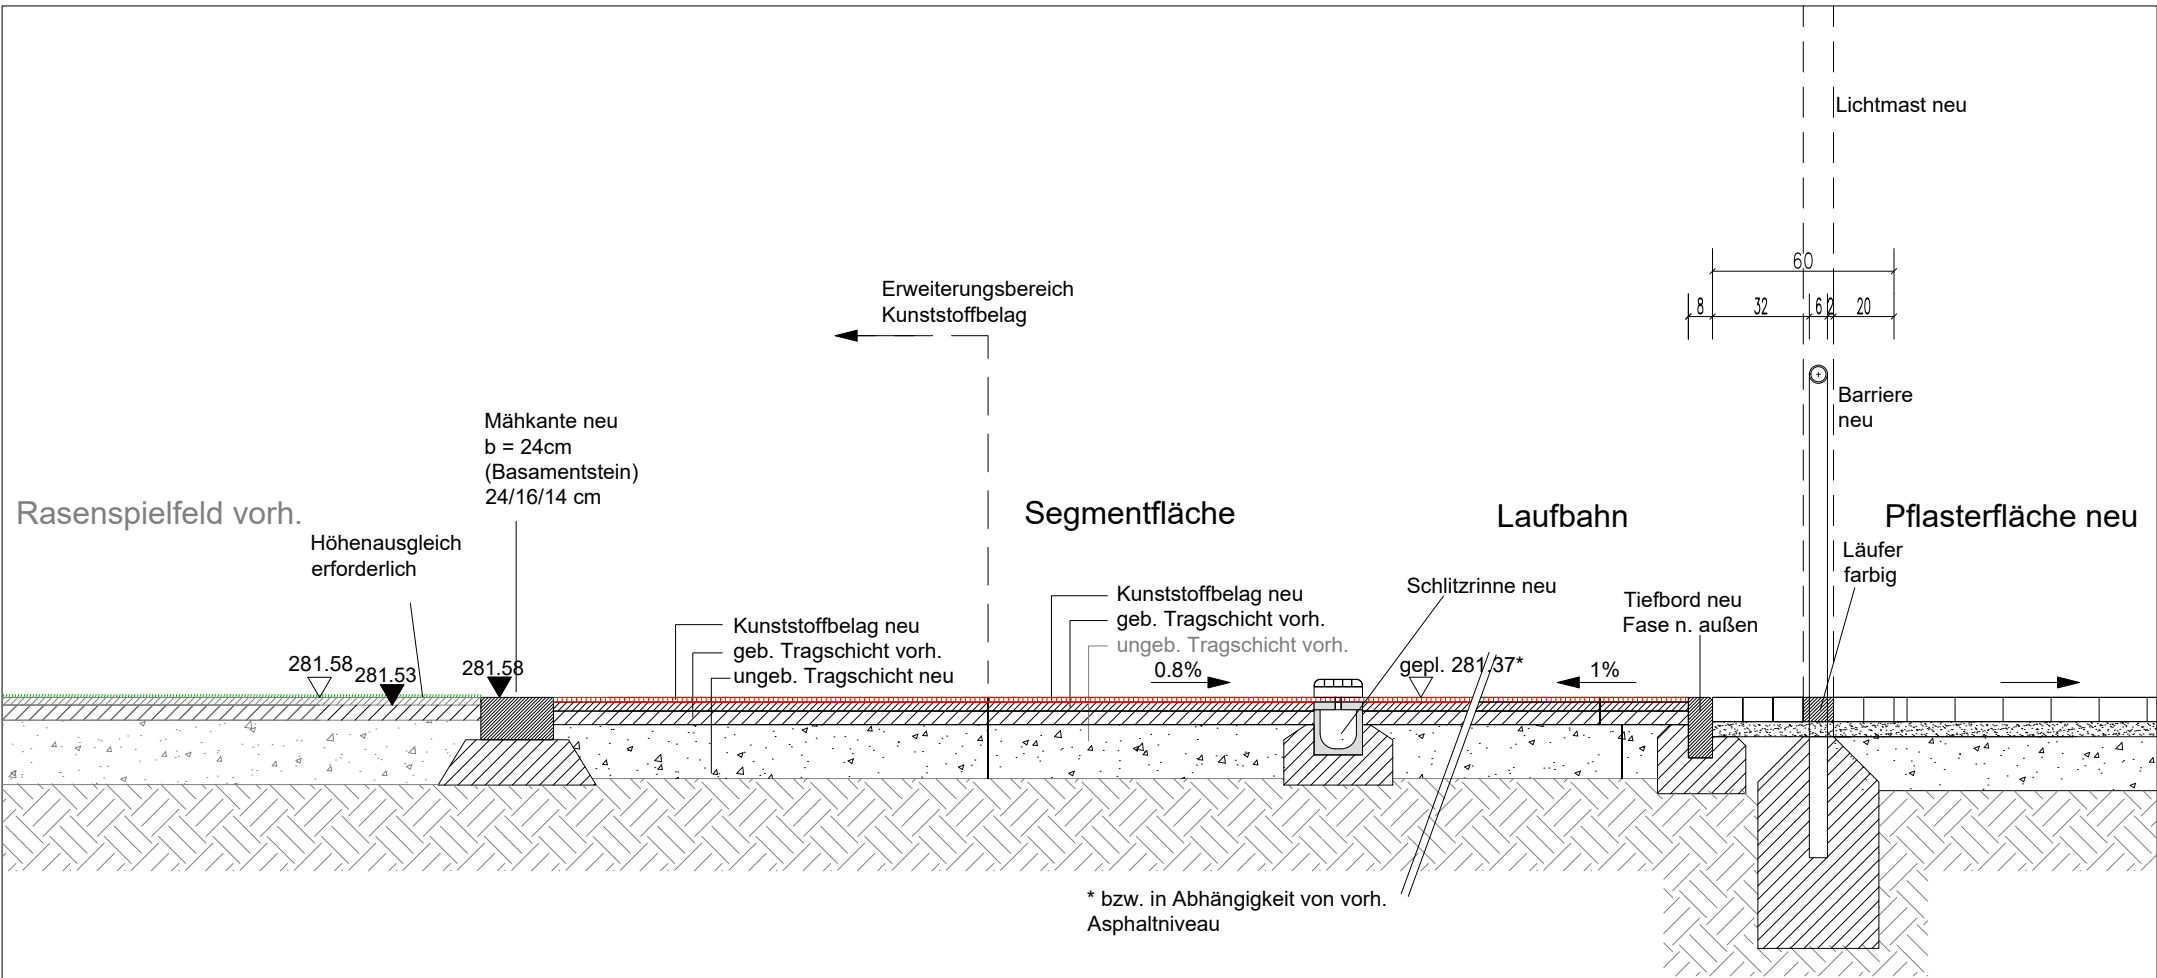 Lichtmast neu
60
8
32
6
2
20
Erweiterungsbereich
Kunststoffbelag
Barriere
neu
Mähkante neu
b = 24cm
(Basamentstein)
24/16/14 cm
Rasenspielfeld vorh.
Segmentfläche
Laufbahn
Pflasterfläche neu
Höhenausgleich
erforderlich
Läufer
farbig
Schlitzrinne neu
Tiefbord neu
Fase n. außen
Kunststoffbelag neu
geb. Tragschicht vorh.
ungeb. Tragschicht vorh.
Kunststoffbelag neu
geb. Tragschicht vorh.
ungeb. Tragschicht neu
281.58
281.53
281.58
0.8%
gepl. 281.37*
1%
* bzw. in Abhängigkeit von vorh.
Asphaltniveau